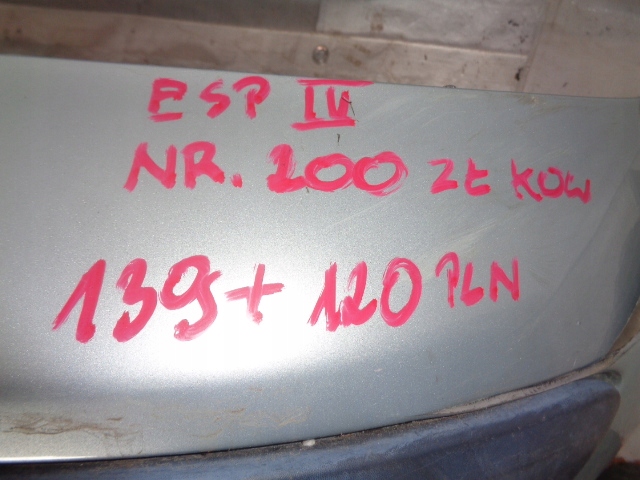 ESP IV
NR. 200 Zł KOW
139+ 120 PLN